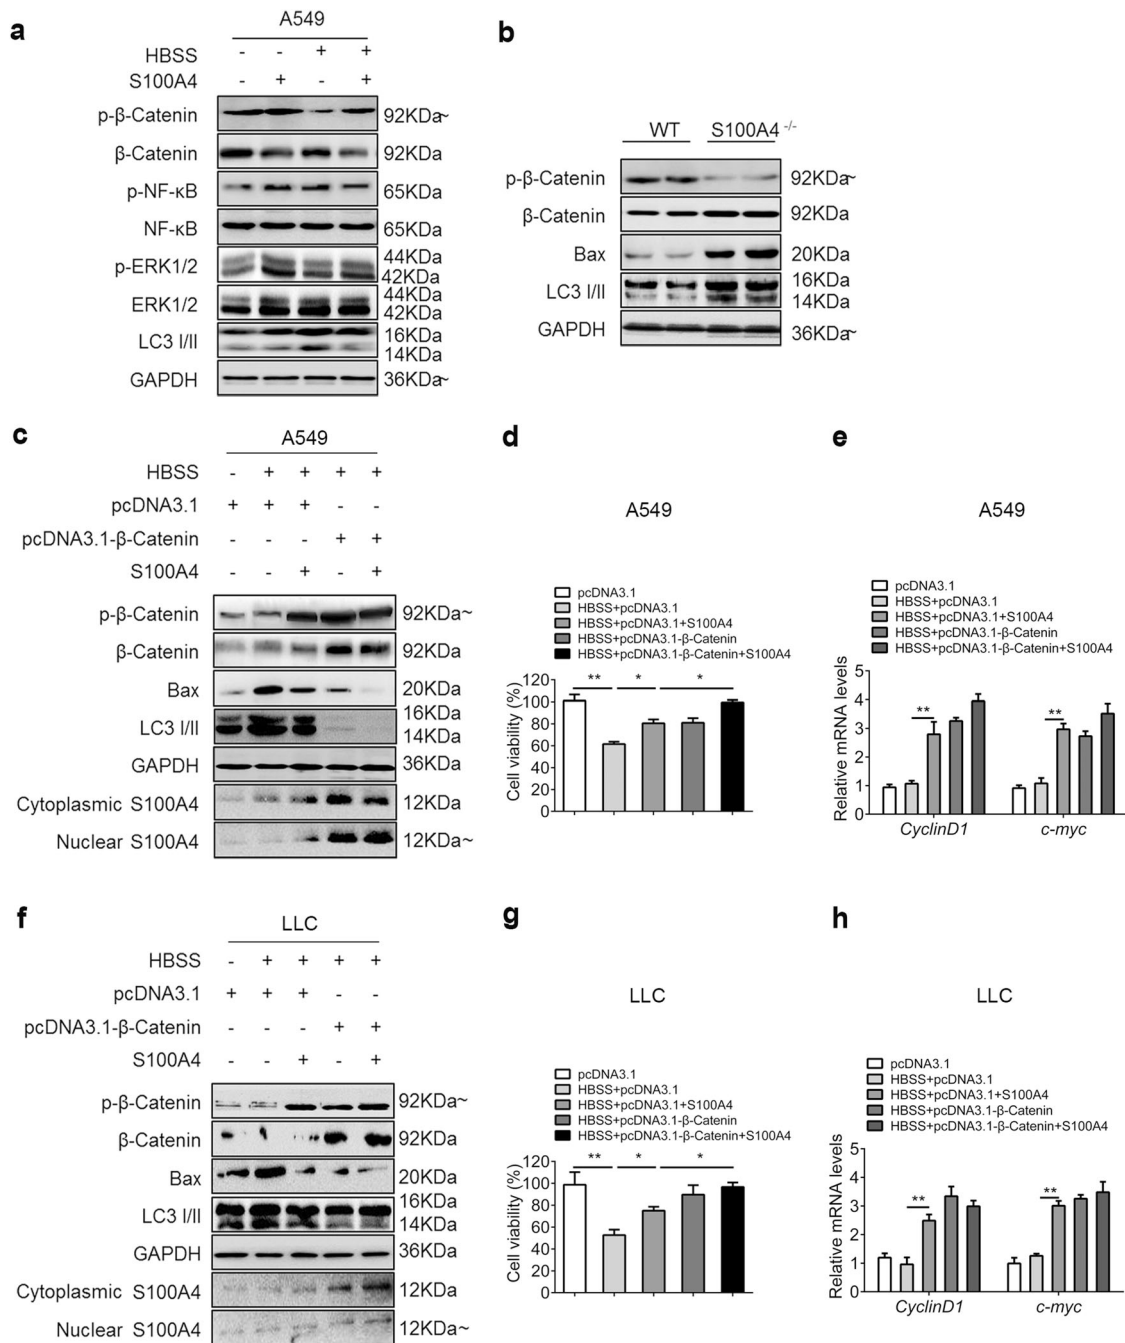 a
A549
HBSS - - + +
S100A4 - + - +
p-β-Catenin 92KDa~
β-Catenin 92KDa
p-NF-κB 65KDa
NF-κB 65KDa
p-ERK1/2 44KDa
42KDa
ERK1/2 44KDa
42KDa
LC3 I/II 16KDa
14KDa
GAPDH 36KDa~
b
WT S100A4 -/-
p-β-Catenin 92KDa~
β-Catenin 92KDa
Bax 20KDa
LC3 I/II 16KDa
14KDa
GAPDH 36KDa~
c
A549
HBSS - + + + +
pcDNA3.1 + + + - -
pcDNA3.1-β-Catenin - - - + +
S100A4 - - + - +
p-β-Catenin 92KDa~
β-Catenin 92KDa
Bax 20KDa
LC3 I/II 16KDa
14KDa
GAPDH 36KDa
Cytoplasmic S100A4 12KDa
Nuclear S100A4 12KDa~
d
A549
pcDNA3.1
HBSS+pcDNA3.1
HBSS+pcDNA3.1+S100A4
HBSS+pcDNA3.1-β-Catenin
HBSS+pcDNA3.1-β-Catenin+S100A4
Cell viability (%)
120
100
80
60
40
20
0
** * *
e
A549
pcDNA3.1
HBSS+pcDNA3.1
HBSS+pcDNA3.1+S100A4
HBSS+pcDNA3.1-β-Catenin
HBSS+pcDNA3.1-β-Catenin+S100A4
Relative mRNA levels
5
4
3
2
1
0
** **
CyclinD1 c-myc
f
LLC
HBSS - + + + +
pcDNA3.1 + + + - -
pcDNA3.1-β-Catenin - - - + +
S100A4 - - + - +
p-β-Catenin 92KDa~
β-Catenin 92KDa
Bax 20KDa
LC3 I/II 16KDa
14KDa
GAPDH 36KDa
Cytoplasmic S100A4 12KDa
Nuclear S100A4 12KDa~
g
LLC
pcDNA3.1
HBSS+pcDNA3.1
HBSS+pcDNA3.1+S100A4
HBSS+pcDNA3.1-β-Catenin
HBSS+pcDNA3.1-β-Catenin+S100A4
Cell viability (%)
120
100
80
60
40
20
0
** * *
h
LLC
pcDNA3.1
HBSS+pcDNA3.1
HBSS+pcDNA3.1+S100A4
HBSS+pcDNA3.1-β-Catenin
HBSS+pcDNA3.1-β-Catenin+S100A4
Relative mRNA levels
5
4
3
2
1
0
** **
CyclinD1 c-myc